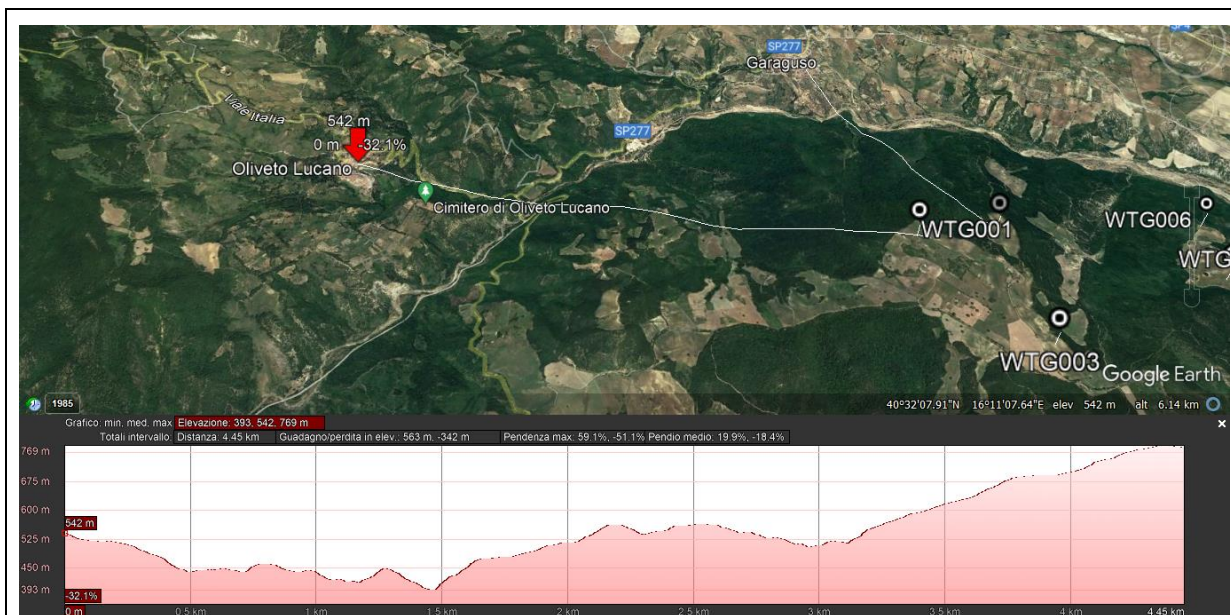 SP277
SP4
Garaguso
Viale Italia
542 m
SP277
0 m -32.1%
Oliveto Lucano
Cimitero di Oliveto Lucano
WTG001
WTG006
WTG
WTG003
Google Earth
1985
40°32'07.91"N 16°11'07.64"E elev 542 m alt 6.14 km
Grafico: min. med. max Elevazione: 393, 542, 769 m
Totali intervallo Distanza: 4.45 km Guadagno/perdita in elev.: 563 m, -342 m Pendenza max: 59.1%, -51.1% Pendio medio: 19.9%, -18.4%
769 m
675 m
600 m
542 m
525 m
450 m
393 m
-32.1%
0 m 0.5 km 1 km 1.5 km 2 km 2.5 km 3 km 3.5 km 4 km 4.45 km